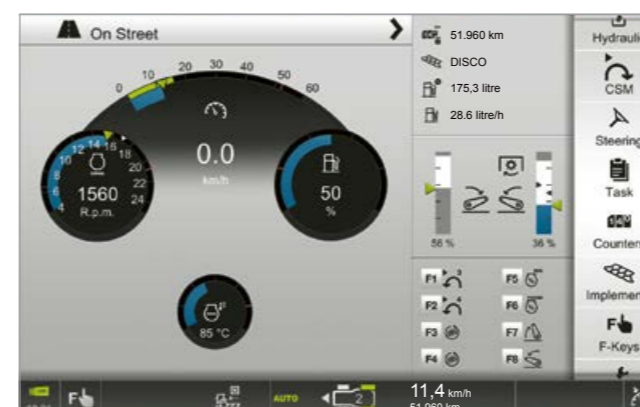 On Street
0 10 20 30 40 50 60
0.0
km/h
4 6 8 10 12 14 16 18 20 22 24
1560
R.p.m.
50
%
85 °C
51.960 km
DISCO
175,3 litre
28.6 litre/h
56 %
36 %
F1 3
F5
F2 4
F6
F3
F7
F4
F8
Hydraulic
CSM
Steering
Task
Counters
Implement
F-Keys
F
AUTO
2
11,4 km/h
51.960 km